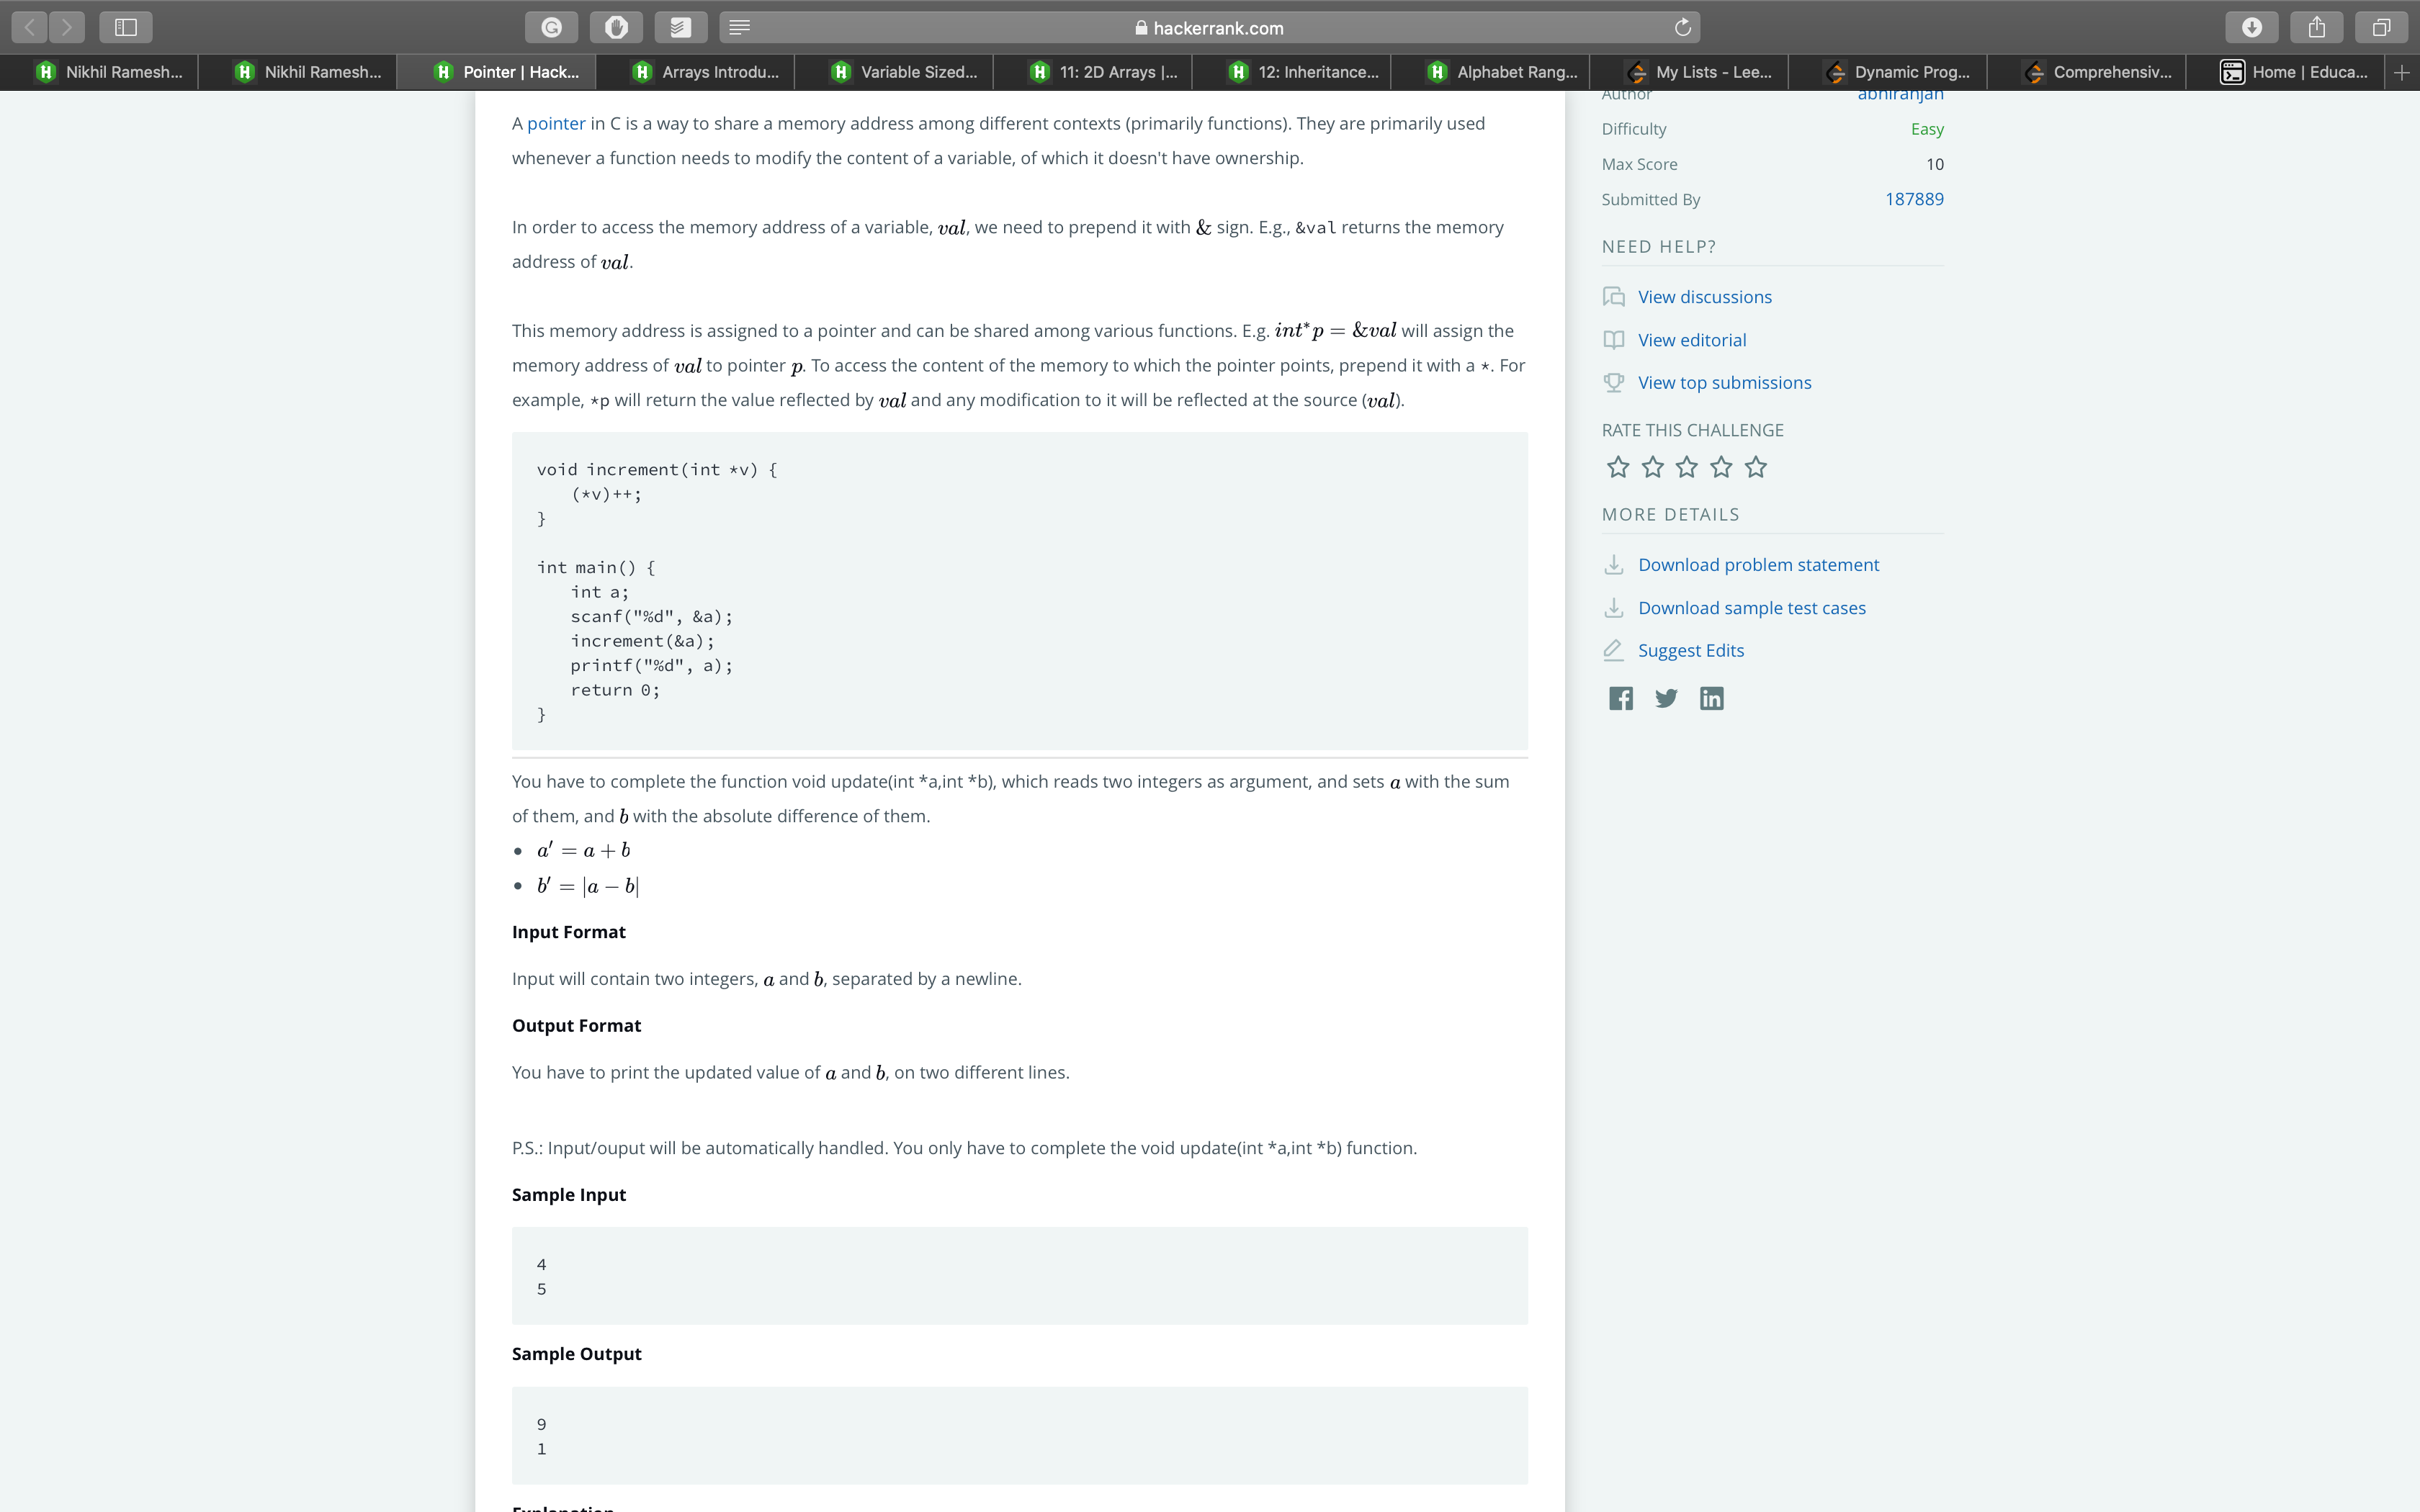 hackerrank.com
Nikhil Ramesh...
Nikhil Ramesh...
Pointer | Hack...
Arrays Introdu...
Variable Sized...
11: 2D Arrays |...
12: Inheritance...
Alphabet Rang...
My Lists - Lee...
Dynamic Prog...
Comprehensiv...
Home | Educa...
A pointer in C is a way to share a memory address among different contexts (primarily functions). They are primarily used
whenever a function needs to modify the content of a variable, of which it doesn't have ownership.
In order to access the memory address of a variable, val, we need to prepend it with & sign. E.g., &val returns the memory
address of val.
This memory address is assigned to a pointer and can be shared among various functions. E.g. int* p = &val will assign the
memory address of val to pointer p. To access the content of the memory to which the pointer points, prepend it with a *. For
example, *p will return the value reflected by val and any modification to it will be reflected at the source (val).
void increment(int *v) {
(*v)++;
}
int main() {
int a;
scanf("%d", &a);
increment(&a);
printf("%d", a);
return 0;
}
You have to complete the function void update(int *a,int *b), which reads two integers as argument, and sets a with the sum
of them, and b with the absolute difference of them.
• a′ = a + b
• b′ = |a − b|
Input Format
Input will contain two integers, a and b, separated by a newline.
Output Format
You have to print the updated value of a and b, on two different lines.
P.S.: Input/ouput will be automatically handled. You only have to complete the void update(int *a,int *b) function.
Sample Input
4
5
Sample Output
9
1
Explanation
Author abhiranjan
Difficulty Easy
Max Score 10
Submitted By 187889
NEED HELP?
View discussions
View editorial
View top submissions
RATE THIS CHALLENGE
MORE DETAILS
Download problem statement
Download sample test cases
Suggest Edits